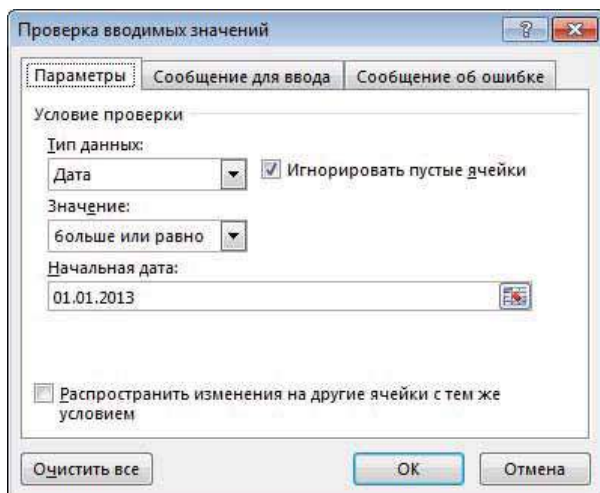 Проверка вводимых значений
Параметры
Сообщение для ввода
Сообщение об ошибке
Условие проверки
Тип данных:
Дата
Игнорировать пустые ячейки
Значение:
больше или равно
Начальная дата:
01.01.2013
Распространить изменения на другие ячейки с тем же
условием
Очистить все
ОК
Отмена